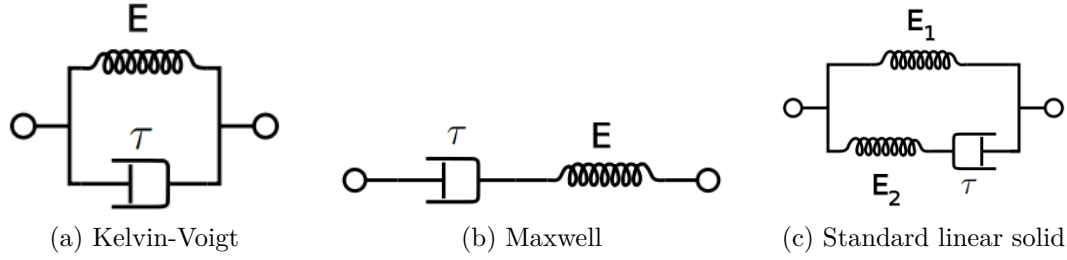 E
τ
(a) Kelvin-Voigt
τ
E
(b) Maxwell
E₁
E₂
τ
(c) Standard linear solid